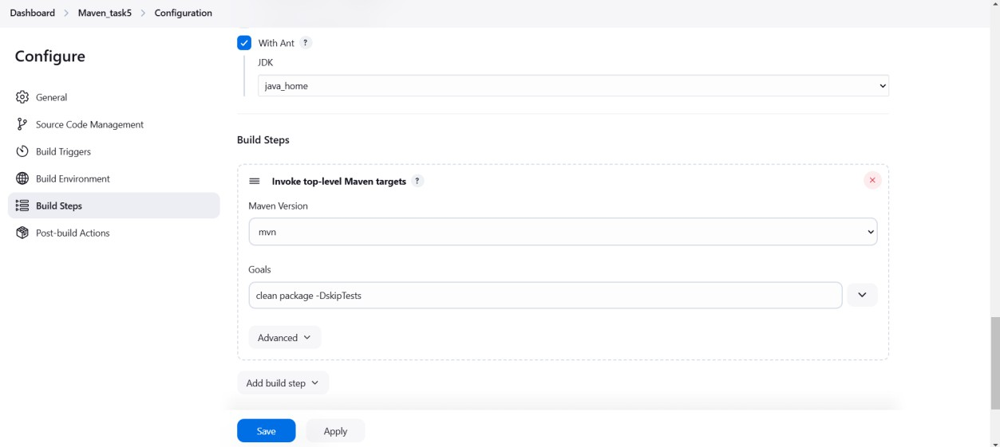 Dashboard > Maven_task5 > Configuration
Configure
General
Source Code Management
Build Triggers
Build Environment
Build Steps
Post-build Actions
With Ant ?
JDK
java_home
Build Steps
Invoke top-level Maven targets ?
Maven Version
mvn
Goals
clean package -DskipTests
Advanced
Add build step
Save Apply